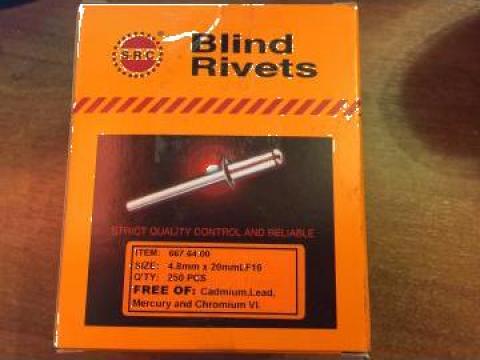 S.R.C
®
Blind
Rivets
STRICT QUALITY CONTROL AND RELIABLE
ITEM: 667.64.00
SIZE: 4.8mm x 20mmLF16
Q'TY: 250 PCS
FREE OF: Cadmium,Lead,
Mercury and Chromium VI.